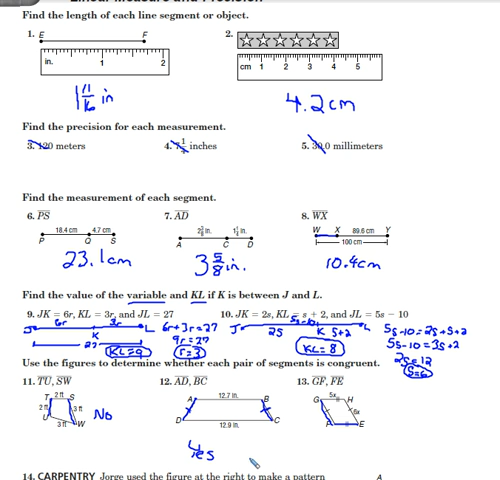 Find the length of each line segment or object.
1. E F
in. 1 2
1 11/16 in
2.
cm 1 2 3 4 5
4.2 cm
Find the precision for each measurement.
3. 120 meters
4. 7 1/4 inches
5. 30.0 millimeters
Find the measurement of each segment.
6. PS
18.4 cm 4.7 cm
P Q S
23.1 cm
7. AD
2 3/8 in. 1 1/4 in.
A C D
3 5/8 in.
8. WX
W X 89.6 cm Y
100 cm
10.4 cm
Find the value of the variable and KL if K is between J and L.
9. JK = 6r, KL = 3r, and JL = 27
6r 3r
J K L
27
6r+3r=27
9r=27
r=3
KL=9
10. JK = 2s, KL = s + 2, and JL = 5s − 10
5s-10
J K L
2s s+2
KL=8
5s-10=2s+s+2
5s-10=3s+2
2s=12
s=6
Use the figures to determine whether each pair of segments is congruent.
11. TU, SW
T 2 ft S
2 ft 3 ft
U 3 ft W
No
12. AD, BC
12.7 in.
A B
D C
12.9 in.
yes
13. GF, FE
5x
G H
6x
E
14. CARPENTRY Jorge used the figure at the right to make a pattern
A